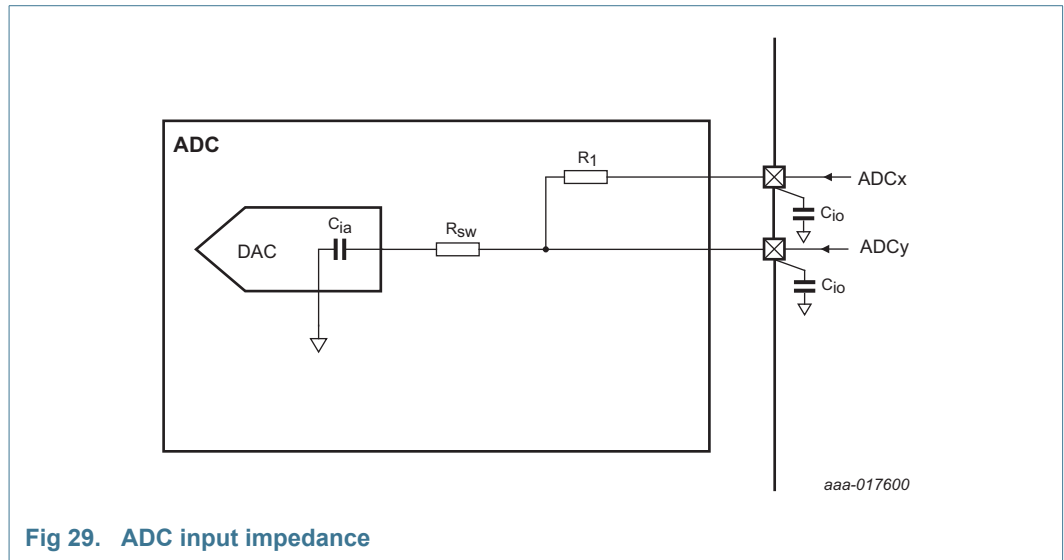 ADC
R1
ADCx
Cio
Cia
Rsw
DAC
ADCy
Cio
aaa-017600
Fig 29. ADC input impedance